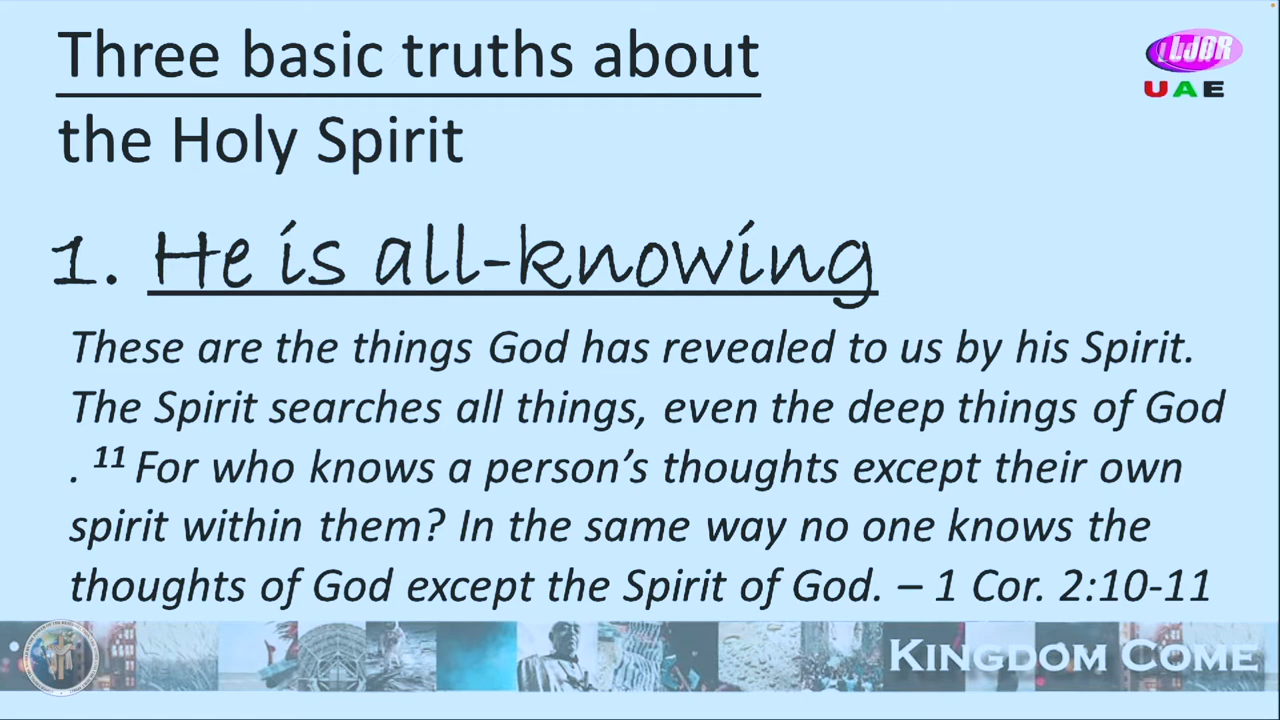 Three basic truths about
LJAR
UAE
the Holy Spirit
1. He is all-knowing
These are the things God has revealed to us by his Spirit.
The Spirit searches all things, even the deep things of God
. 11 For who knows a person’s thoughts except their own
spirit within them? In the same way no one knows the
thoughts of God except the Spirit of God. – 1 Cor. 2:10-11
KINGDOM COME